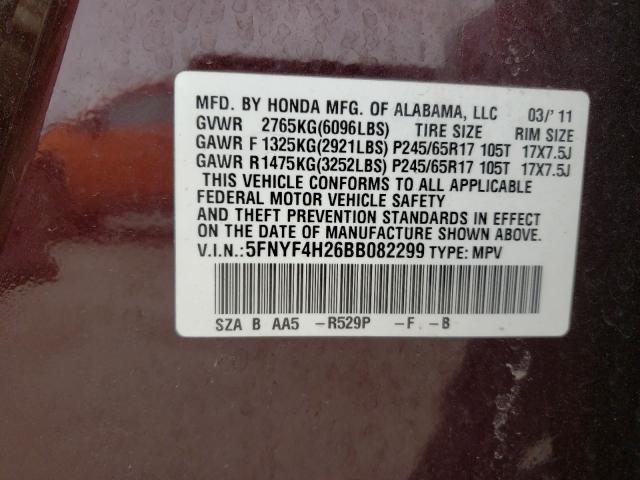 MFD. BY HONDA MFG. OF ALABAMA, LLC 03/'11
GVWR 2765KG(6096LBS) TIRE SIZE RIM SIZE
GAWR F 1325KG(2921LBS) P245/65R17 105T 17X7.5J
GAWR R1475KG(3252LBS) P245/65R17 105T 17X7.5J
THIS VEHICLE CONFORMS TO ALL APPLICABLE
FEDERAL MOTOR VEHICLE SAFETY
AND THEFT PREVENTION STANDARDS IN EFFECT
ON THE DATE OF MANUFACTURE SHOWN ABOVE.
V.I.N.:5FNYF4H26BB082299 TYPE: MPV
SZA B AA5 -R529P -F -B